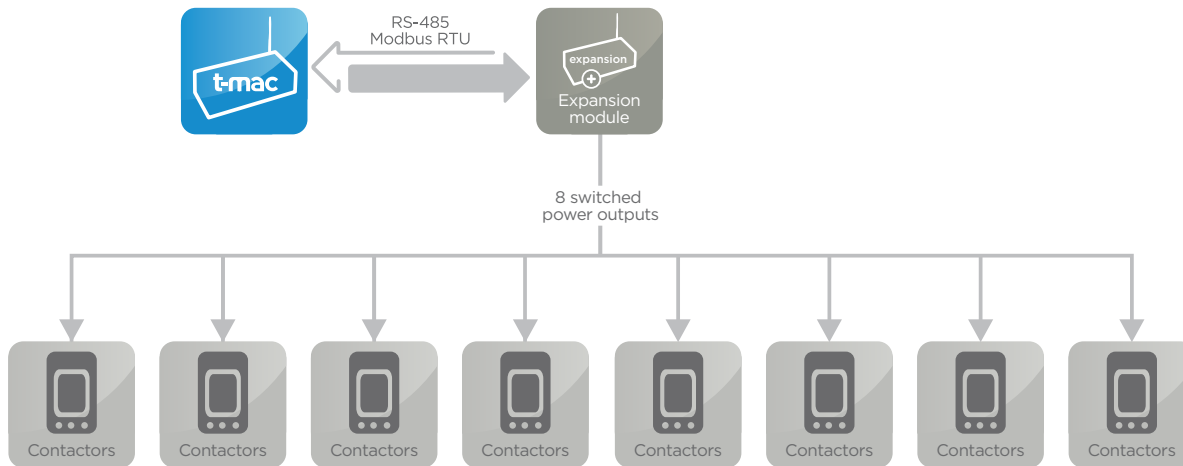 RS-485
Modbus RTU
t-mac
expansion
Expansion
module
8 switched
power outputs
Contactors
Contactors
Contactors
Contactors
Contactors
Contactors
Contactors
Contactors